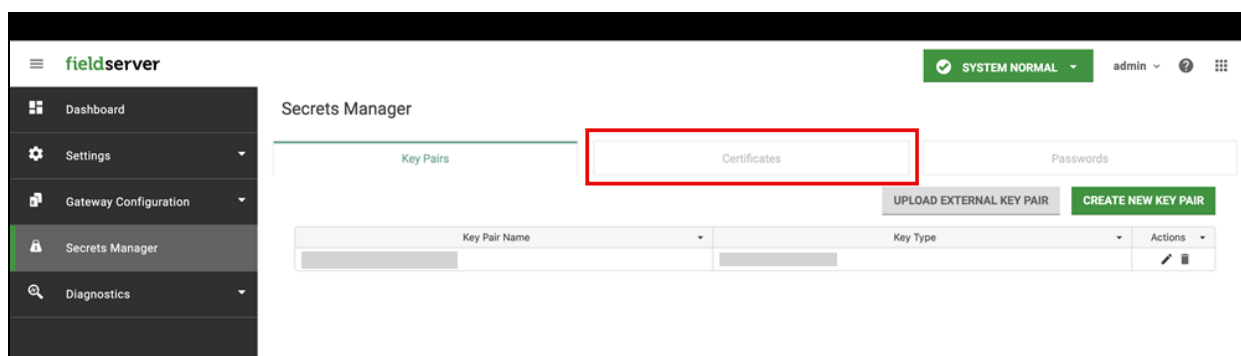 fieldserver
SYSTEM NORMAL
admin
Dashboard
Settings
Gateway Configuration
Secrets Manager
Diagnostics
Secrets Manager
Key Pairs
Certificates
Passwords
UPLOAD EXTERNAL KEY PAIR
CREATE NEW KEY PAIR
Key Pair Name
Key Type
Actions